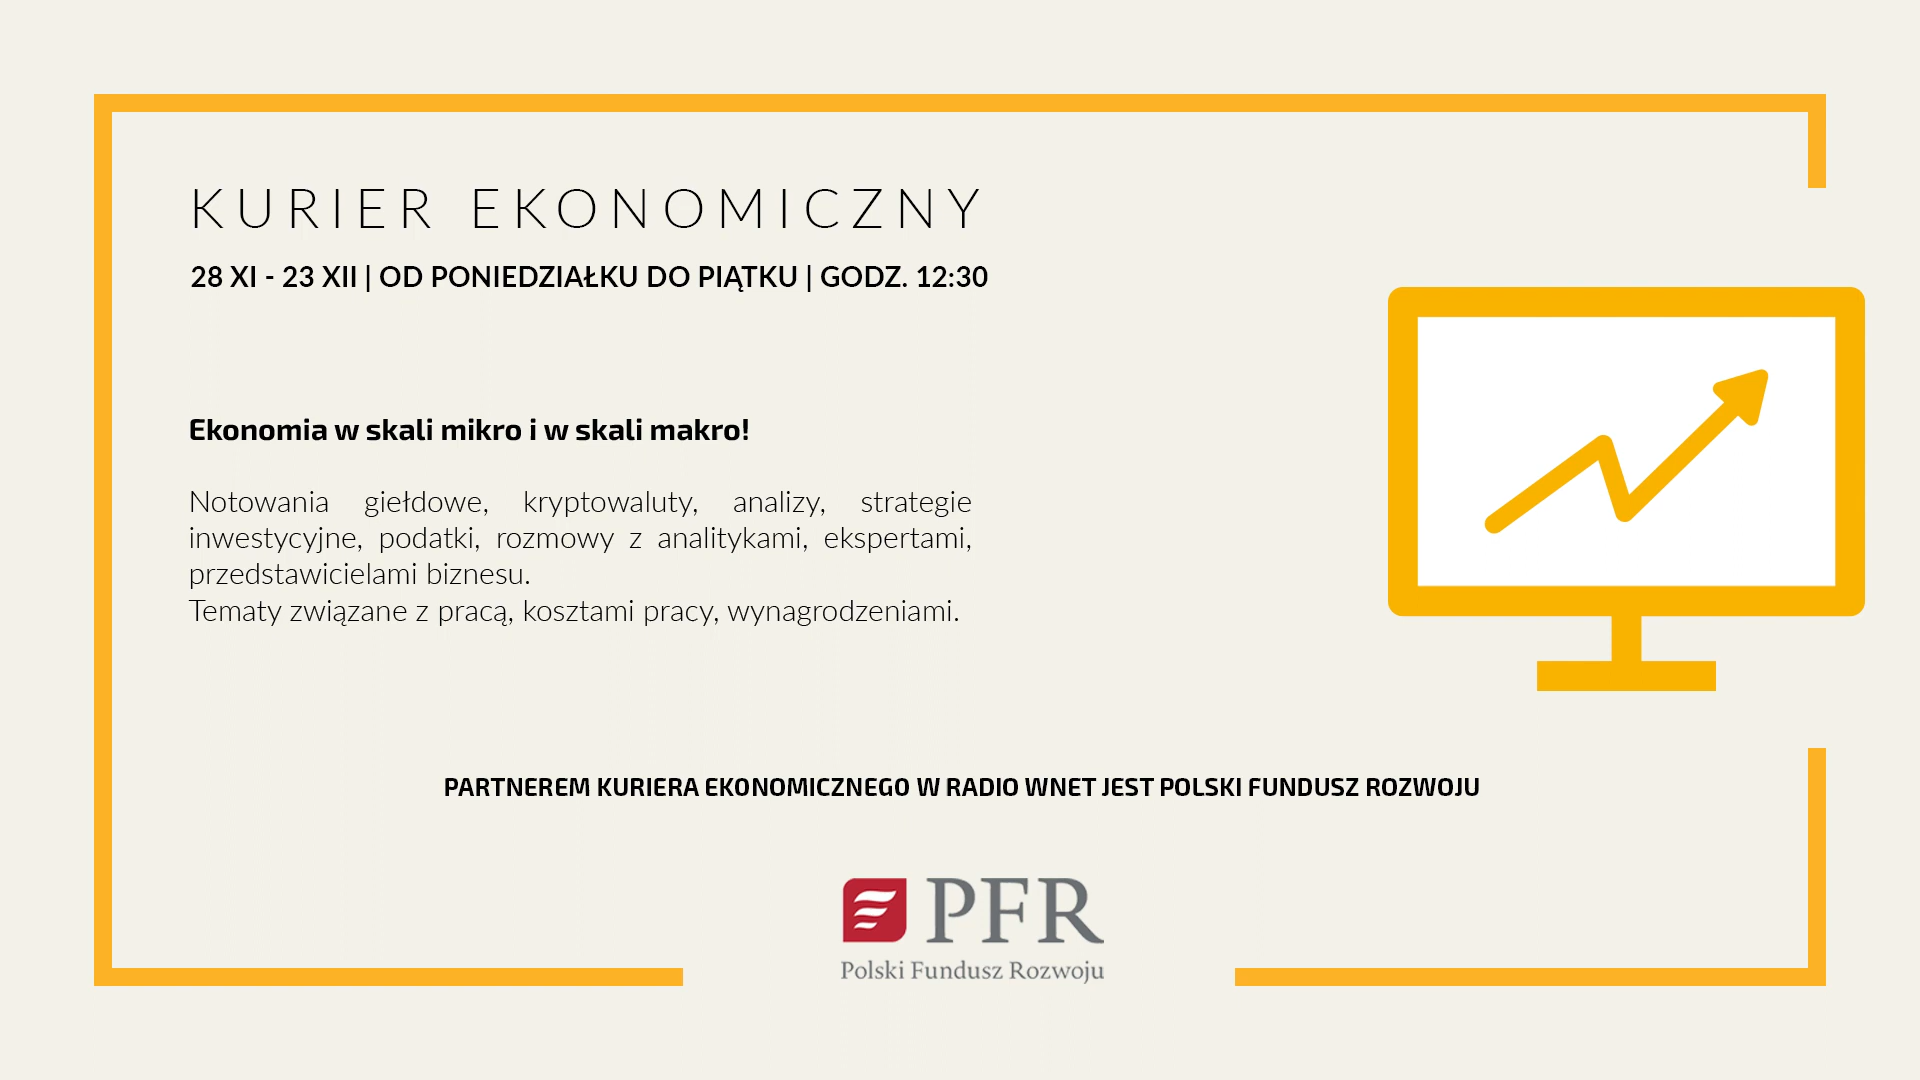 KURIER EKONOMICZNY
28 XI - 23 XII | OD PONIEDZIAŁKU DO PIĄTKU | GODZ. 12:30
Ekonomia w skali mikro i w skali makro!
Notowania giełdowe, kryptowaluty, analizy, strategie
inwestycyjne, podatki, rozmowy z analitykami, ekspertami,
przedstawicielami biznesu.
Tematy związane z pracą, kosztami pracy, wynagrodzeniami.
PARTNEREM KURIERA EKONOMICZNEGO W RADIO WNET JEST POLSKI FUNDUSZ ROZWOJU
PFR
Polski Fundusz Rozwoju